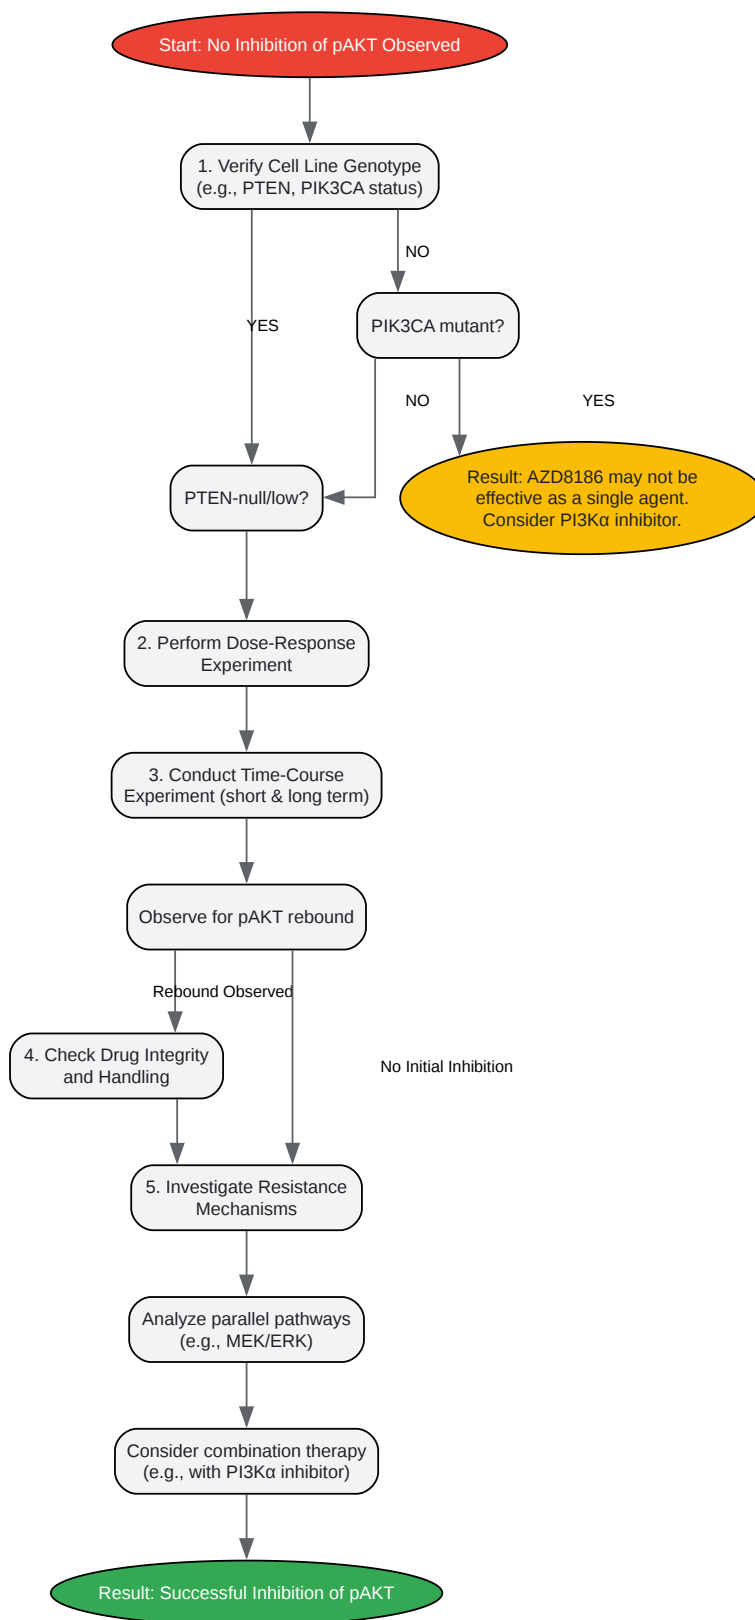 Start: No Inhibition of pAKT Observed
1. Verify Cell Line Genotype
(e.g., PTEN, PIK3CA status)
NO
YES
PIK3CA mutant?
NO
YES
PTEN-null/low?
Result: AZD8186 may not be
effective as a single agent.
Consider PI3Kα inhibitor.
2. Perform Dose-Response
Experiment
3. Conduct Time-Course
Experiment (short & long term)
Observe for pAKT rebound
Rebound Observed
4. Check Drug Integrity
and Handling
No Initial Inhibition
5. Investigate Resistance
Mechanisms
Analyze parallel pathways
(e.g., MEK/ERK)
Consider combination therapy
(e.g., with PI3Kα inhibitor)
Result: Successful Inhibition of pAKT